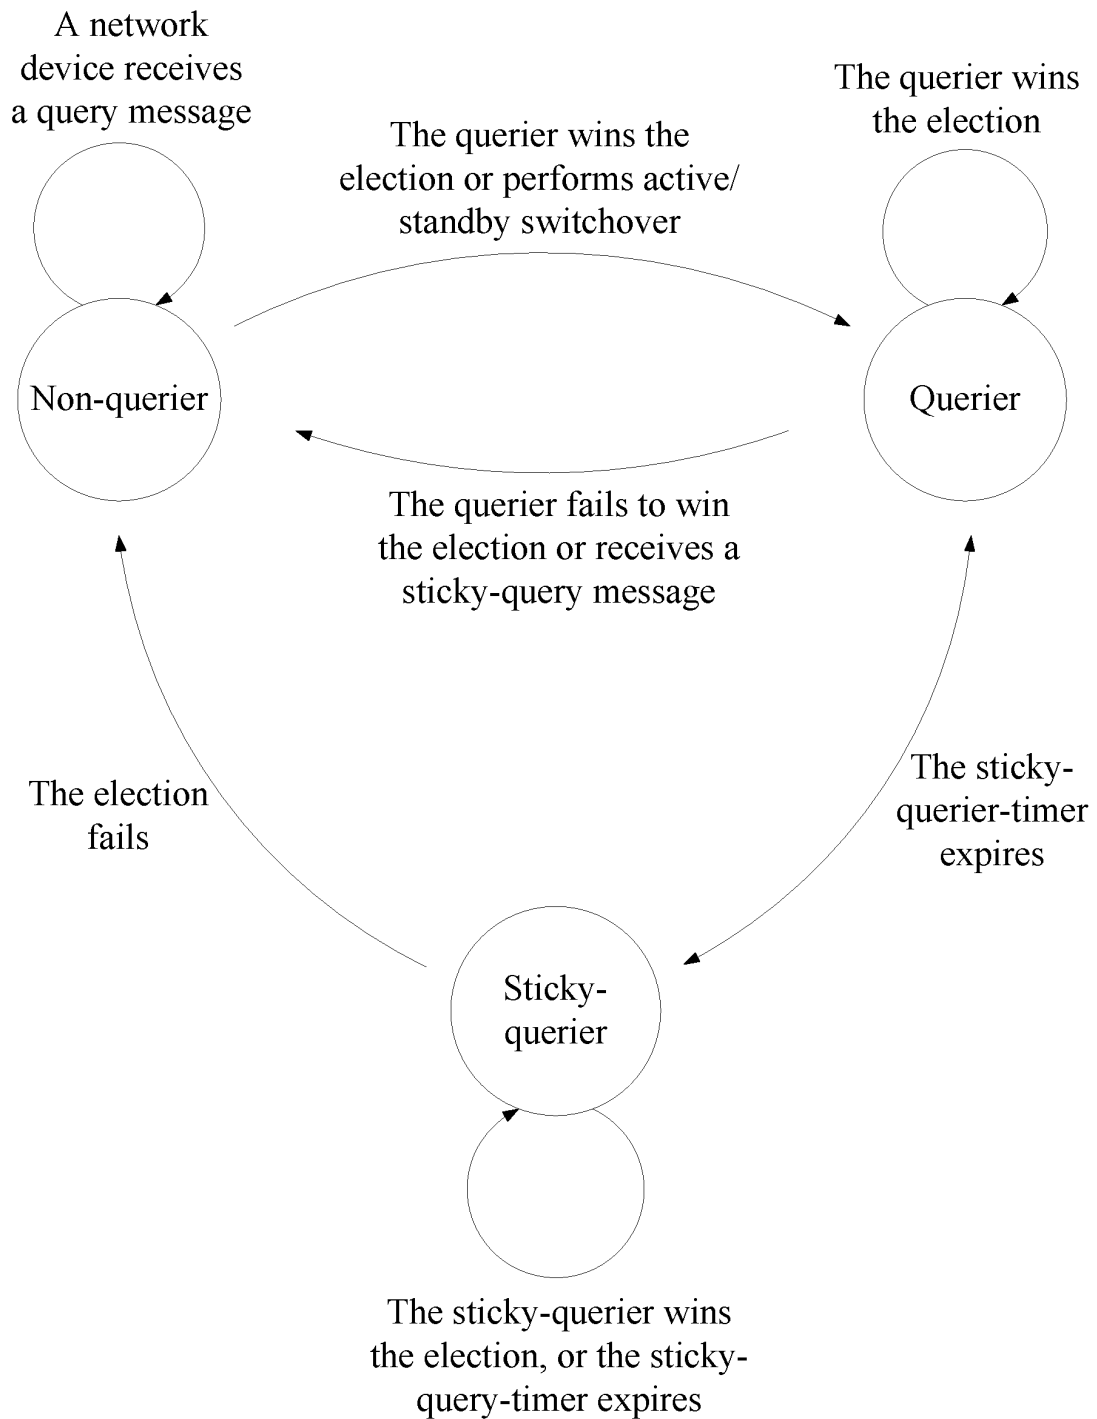 A network
device receives
a query message
The querier wins
the election
The querier wins the
election or performs active/
standby switchover
Non-querier
Querier
The querier fails to win
the election or receives a
sticky-query message
The election
fails
The sticky-
querier-timer
expires
Sticky-
querier
The sticky-querier wins
the election, or the sticky-
query-timer expires